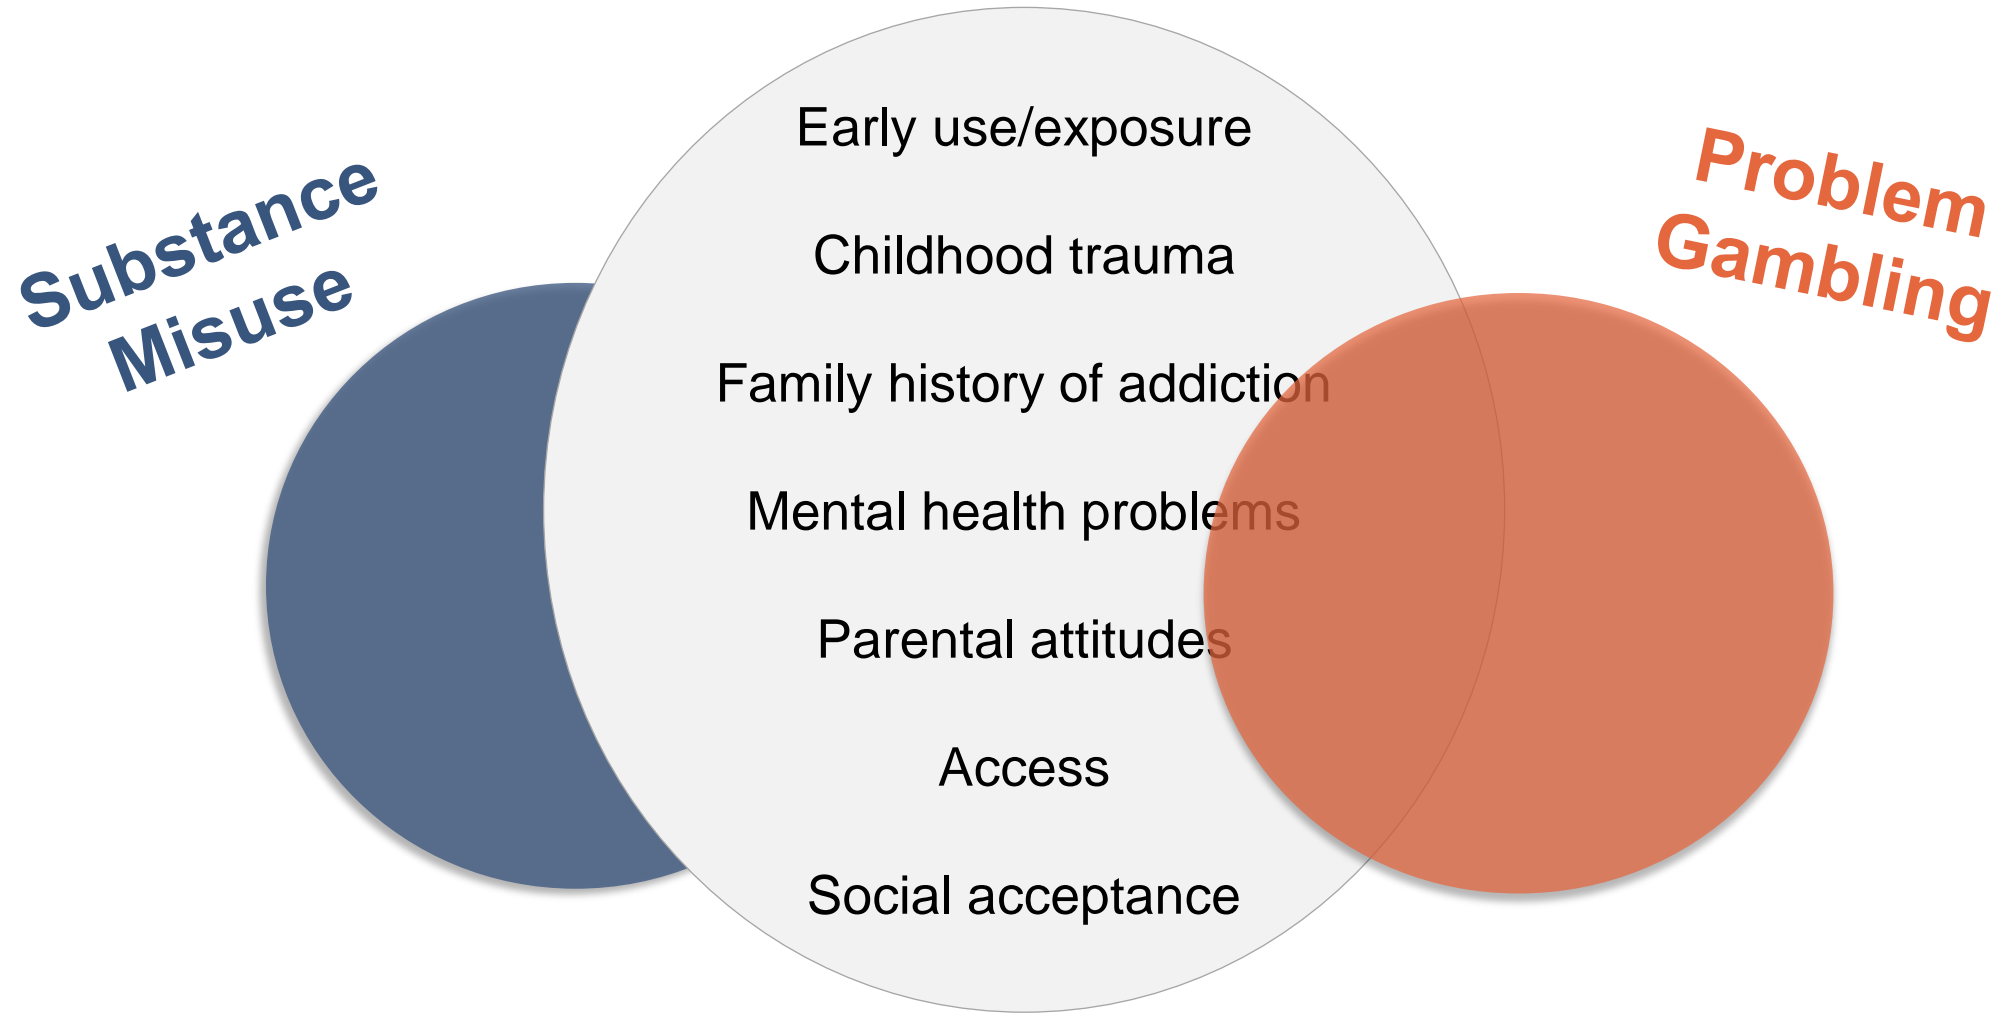 Substance
Misuse
Early use/exposure
Childhood trauma
Family history of addiction
Mental health problems
Parental attitudes
Access
Social acceptance
Problem
Gambling